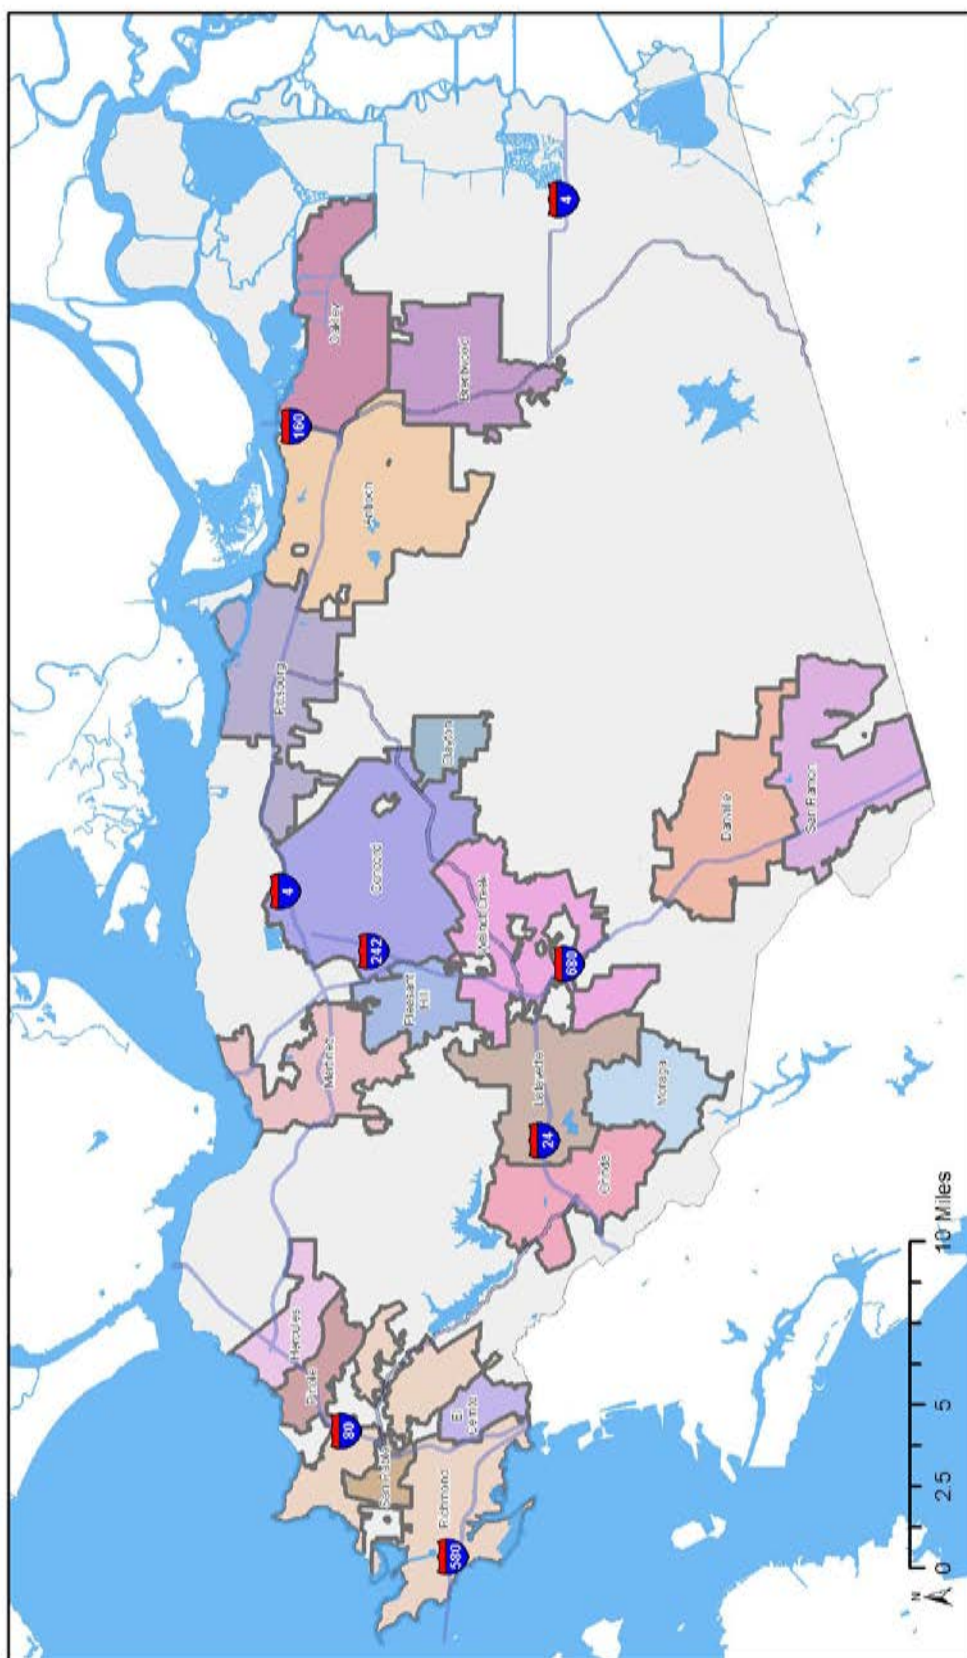 160
Oakley
4
Pittsburg
Antioch
Brentwood
Hercules
Martinez
242
Concord
Clayton
Pinole
80
Pleasant
Hill
Walnut Creek
San Pablo
El
Cerrito
Richmond
580
24
Lafayette
680
Orinda
Moraga
Danville
San Ramon
4
N
0
2.5
5
10 Miles